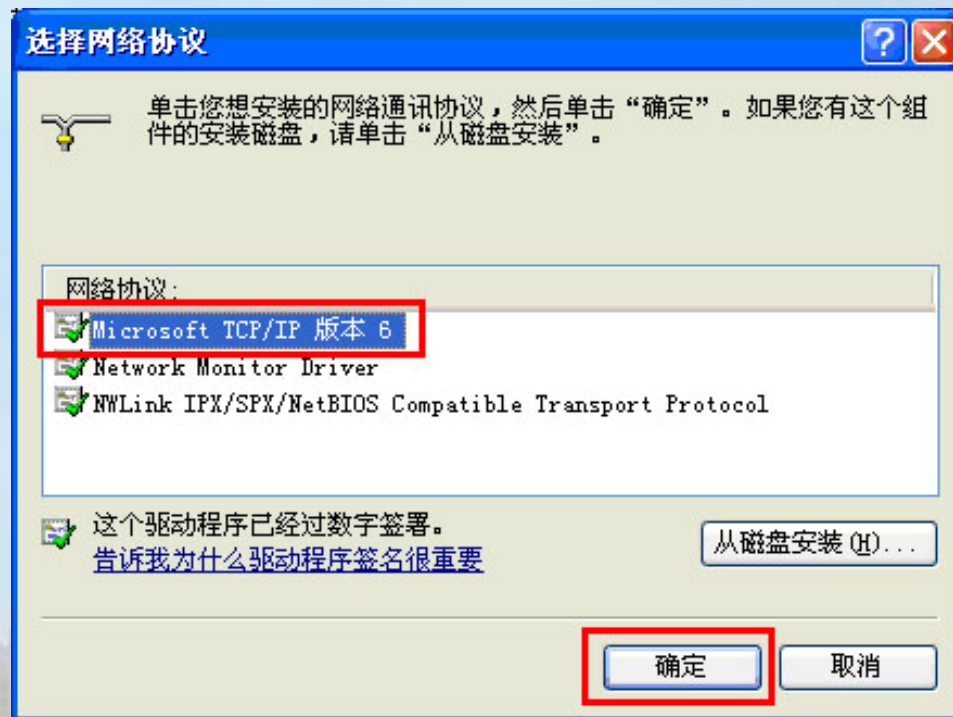 选择网络协议
单击您想安装的网络通讯协议，然后单击“确定”。如果您有这个组
件的安装磁盘，请单击“从磁盘安装”。
网络协议:
Microsoft TCP/IP 版本 6
Network Monitor Driver
NWLink IPX/SPX/NetBIOS Compatible Transport Protocol
这个驱动程序已经过数字签署。
告诉我为什么驱动程序签名很重要
从磁盘安装(H)...
确定
取消